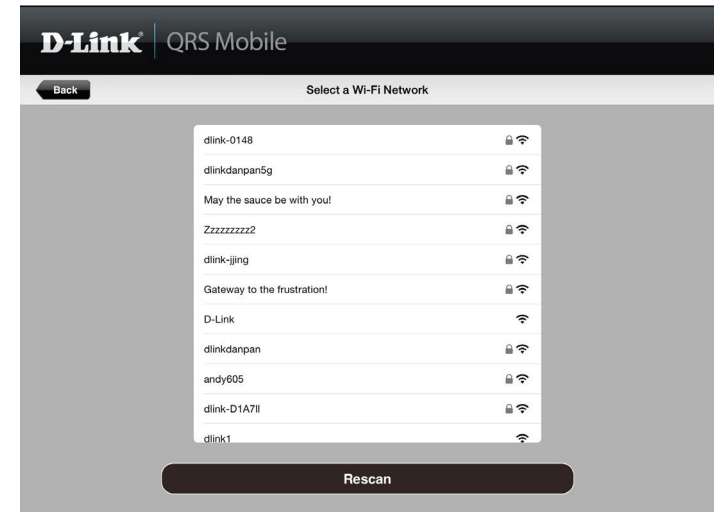 D-Link® QRS Mobile
Back Select a Wi-Fi Network
dlink-0148
dlinkdanpan5g
May the sauce be with you!
Zzzzzzzzz2
dlink-jjing
Gateway to the frustration!
D-Link
dlinkdanpan
andy605
dlink-D1A7ll
dlink1
Rescan